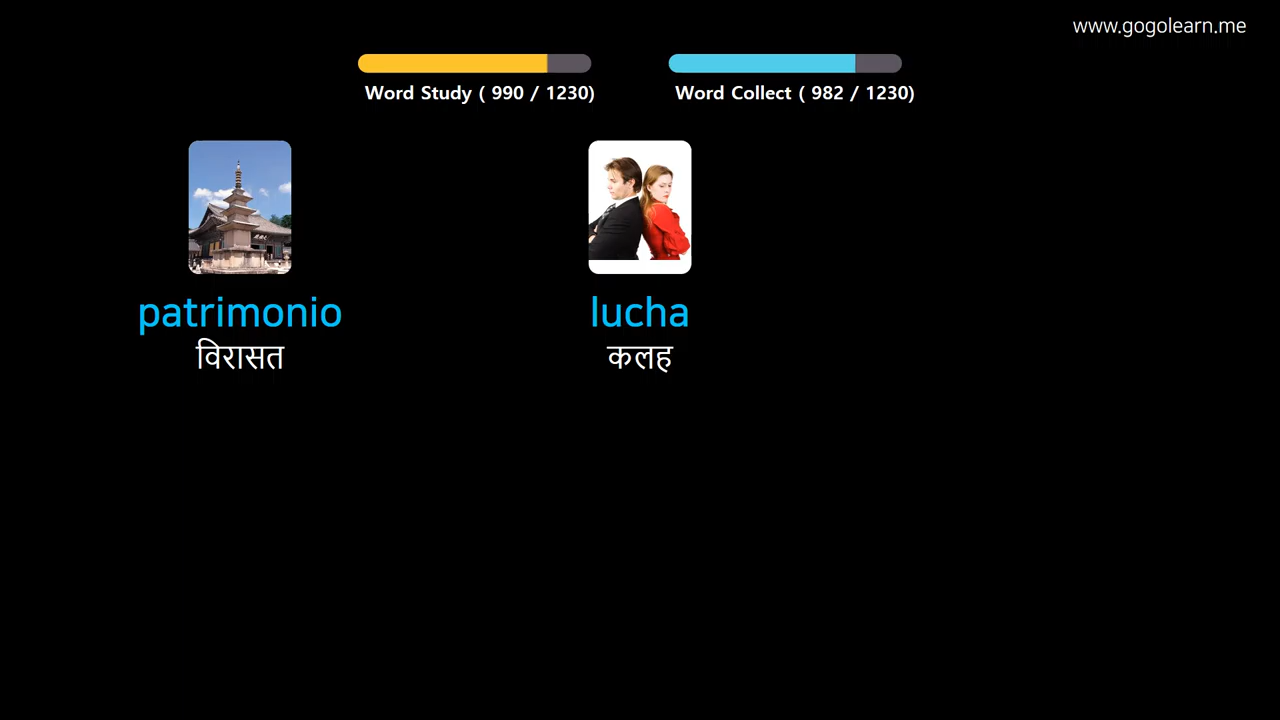 www.gogolearn.me
Word Study ( 990 / 1230)
Word Collect ( 982 / 1230)
patrimonio
विरासत
lucha
कलह